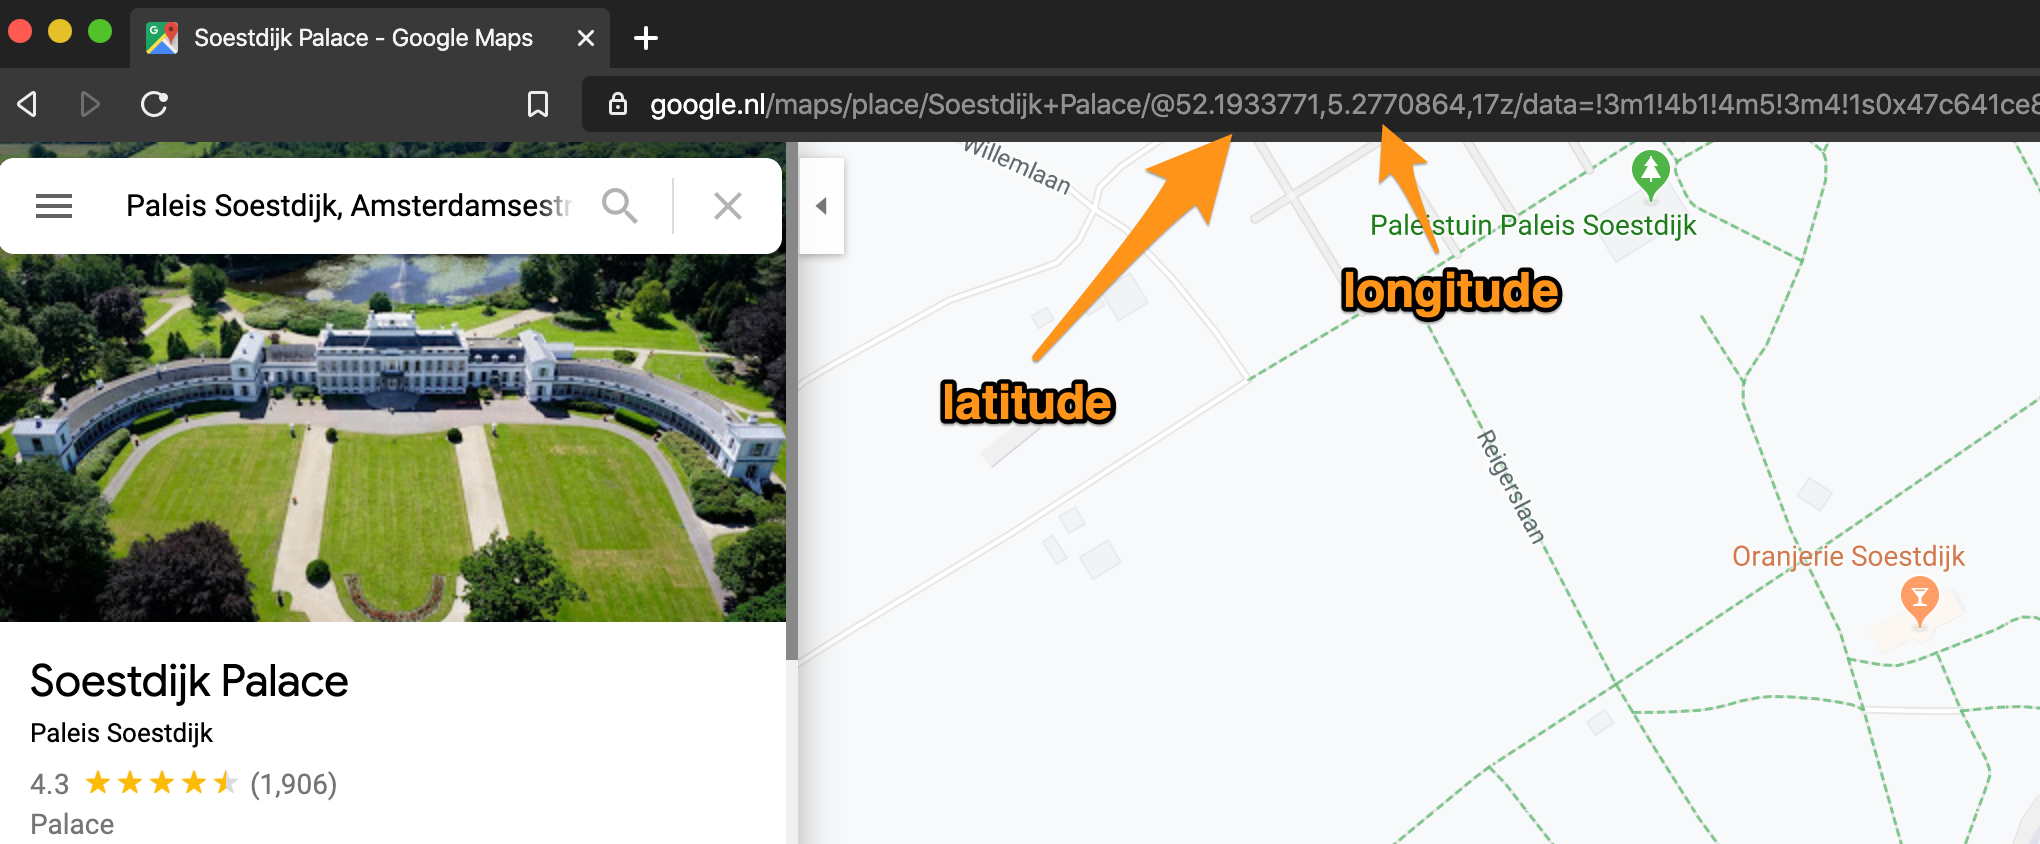 Soestdijk Palace - Google Maps
google.nl/maps/place/Soestdijk+Palace/@52.1933771,5.2770864,17z/data=!3m1!4b1!4m5!3m4!1s0x47c641ce8
Paleis Soestdijk, Amsterdamsestr
Willemlaan
Paleistuin Paleis Soestdijk
longitude
latitude
Reigerslaan
Oranjerie Soestdijk
Soestdijk Palace
Paleis Soestdijk
4.3 (1,906)
Palace